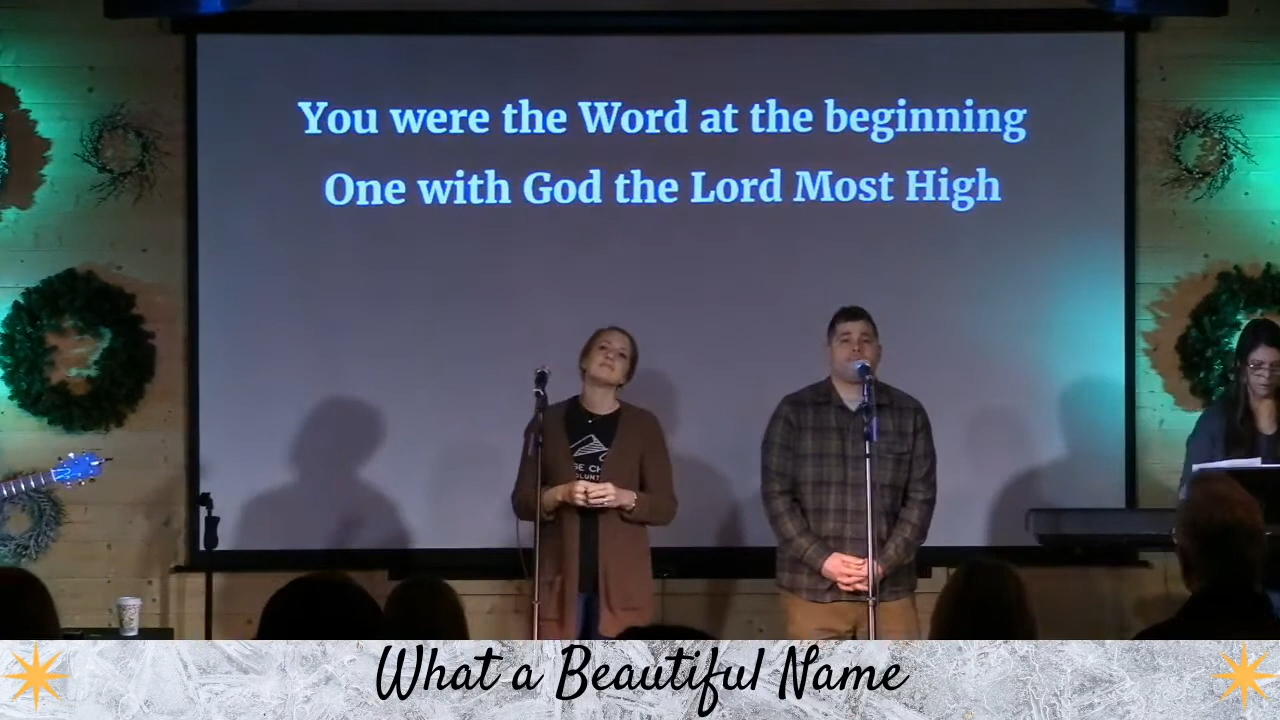 You were the Word at the beginning
One with God the Lord Most High
What a Beautiful Name